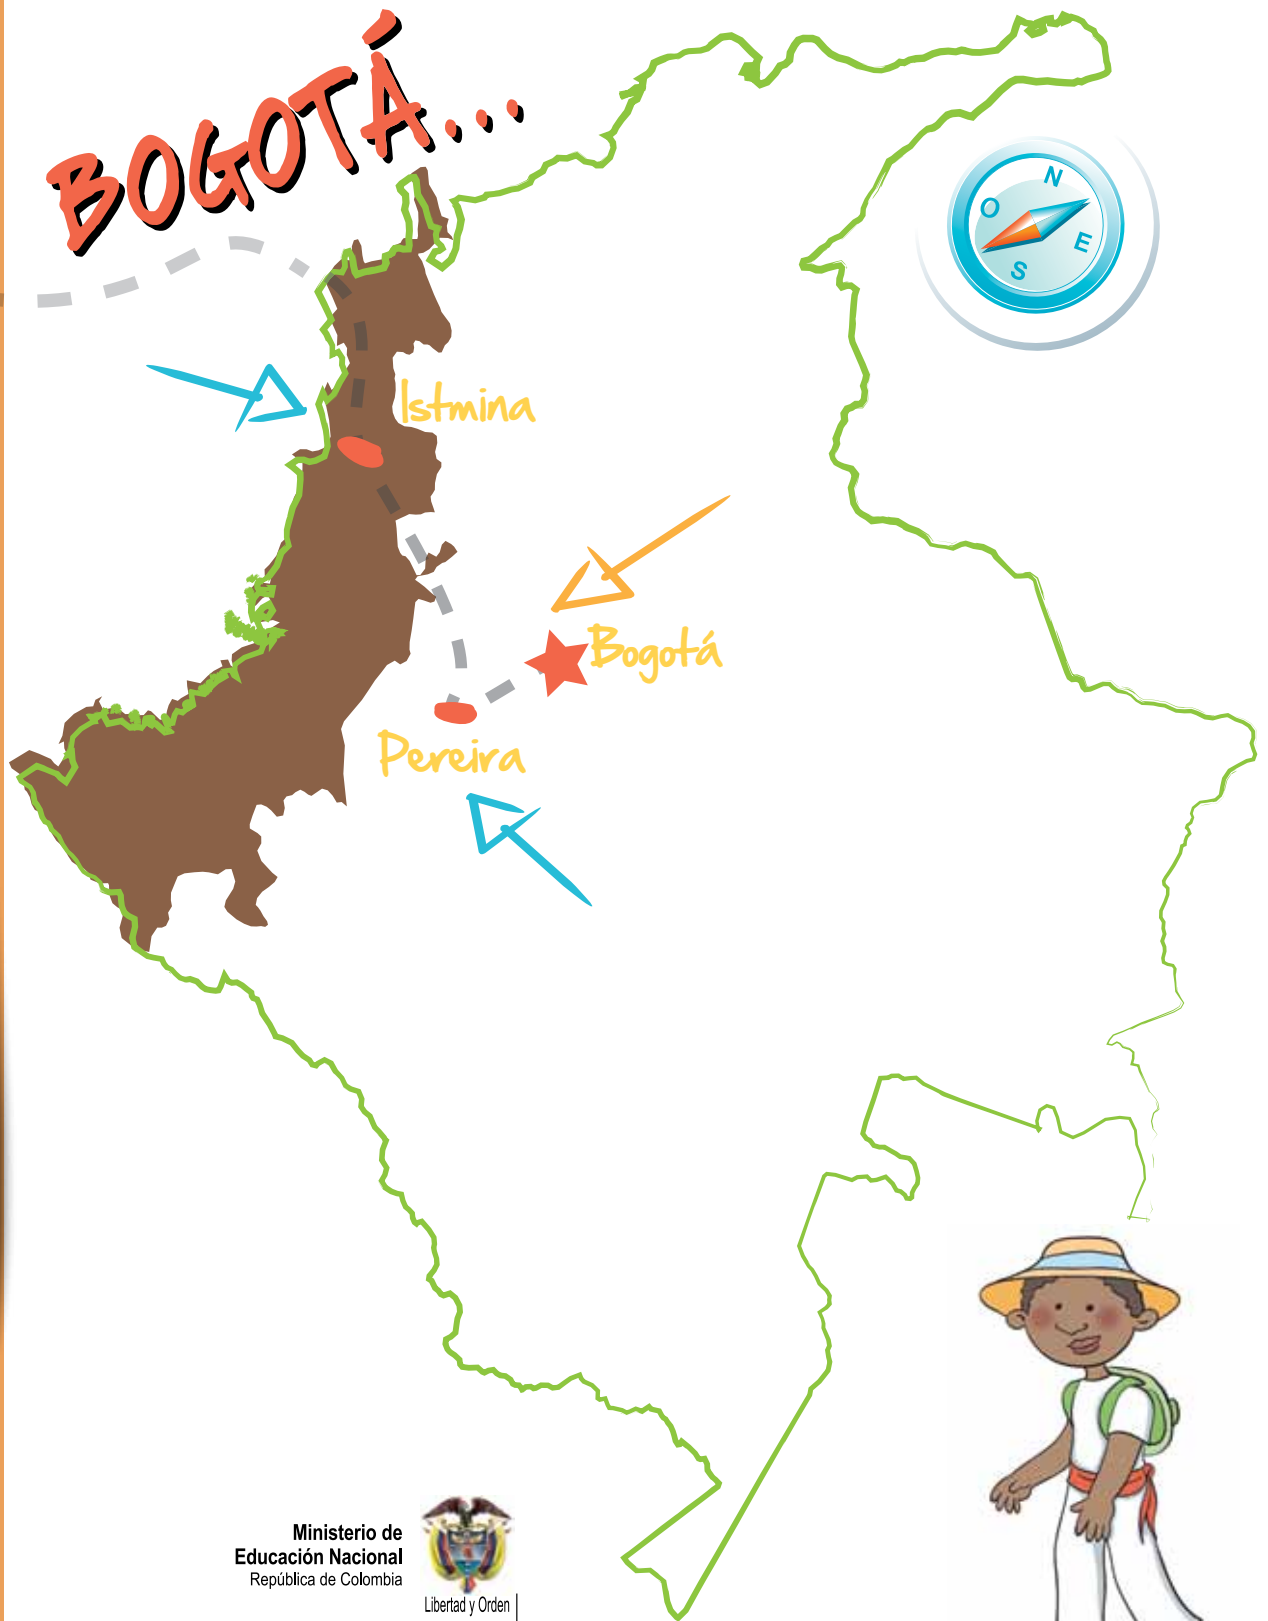 BOGOTÁ...
N
O
E
S
Istmina
Bogotá
Pereira
Ministerio de
Educación Nacional
República de Colombia
Libertad y Orden